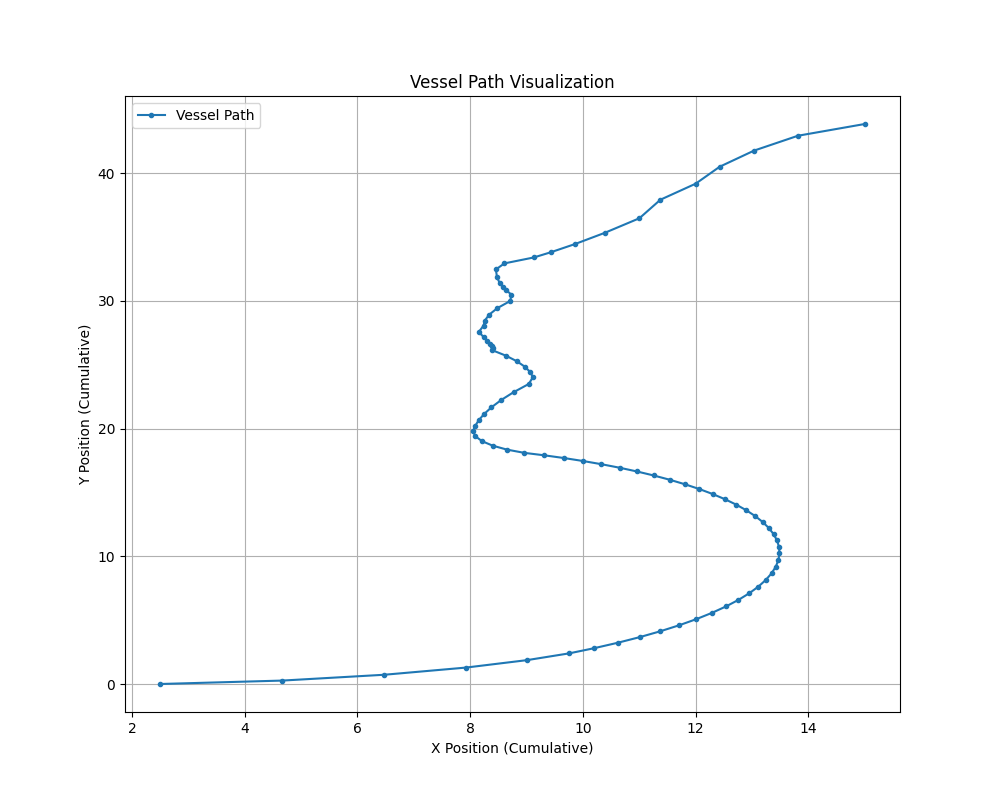 Vessel Path Visualization
Vessel Path
Y Position (Cumulative)
40
30
20
10
0
2 4 6 8 10 12 14
X Position (Cumulative)